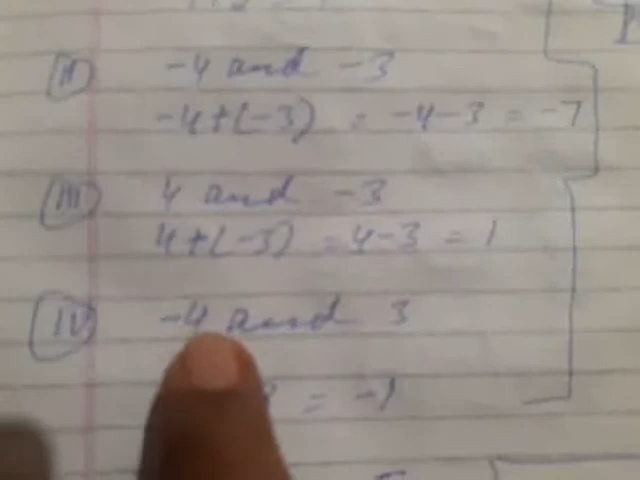 (II) -4 and -3
-4+(-3) = -4-3 = -7
(III) 4 and -3
4+(-3) = 4-3 = 1
(IV) -4 and 3
= -1